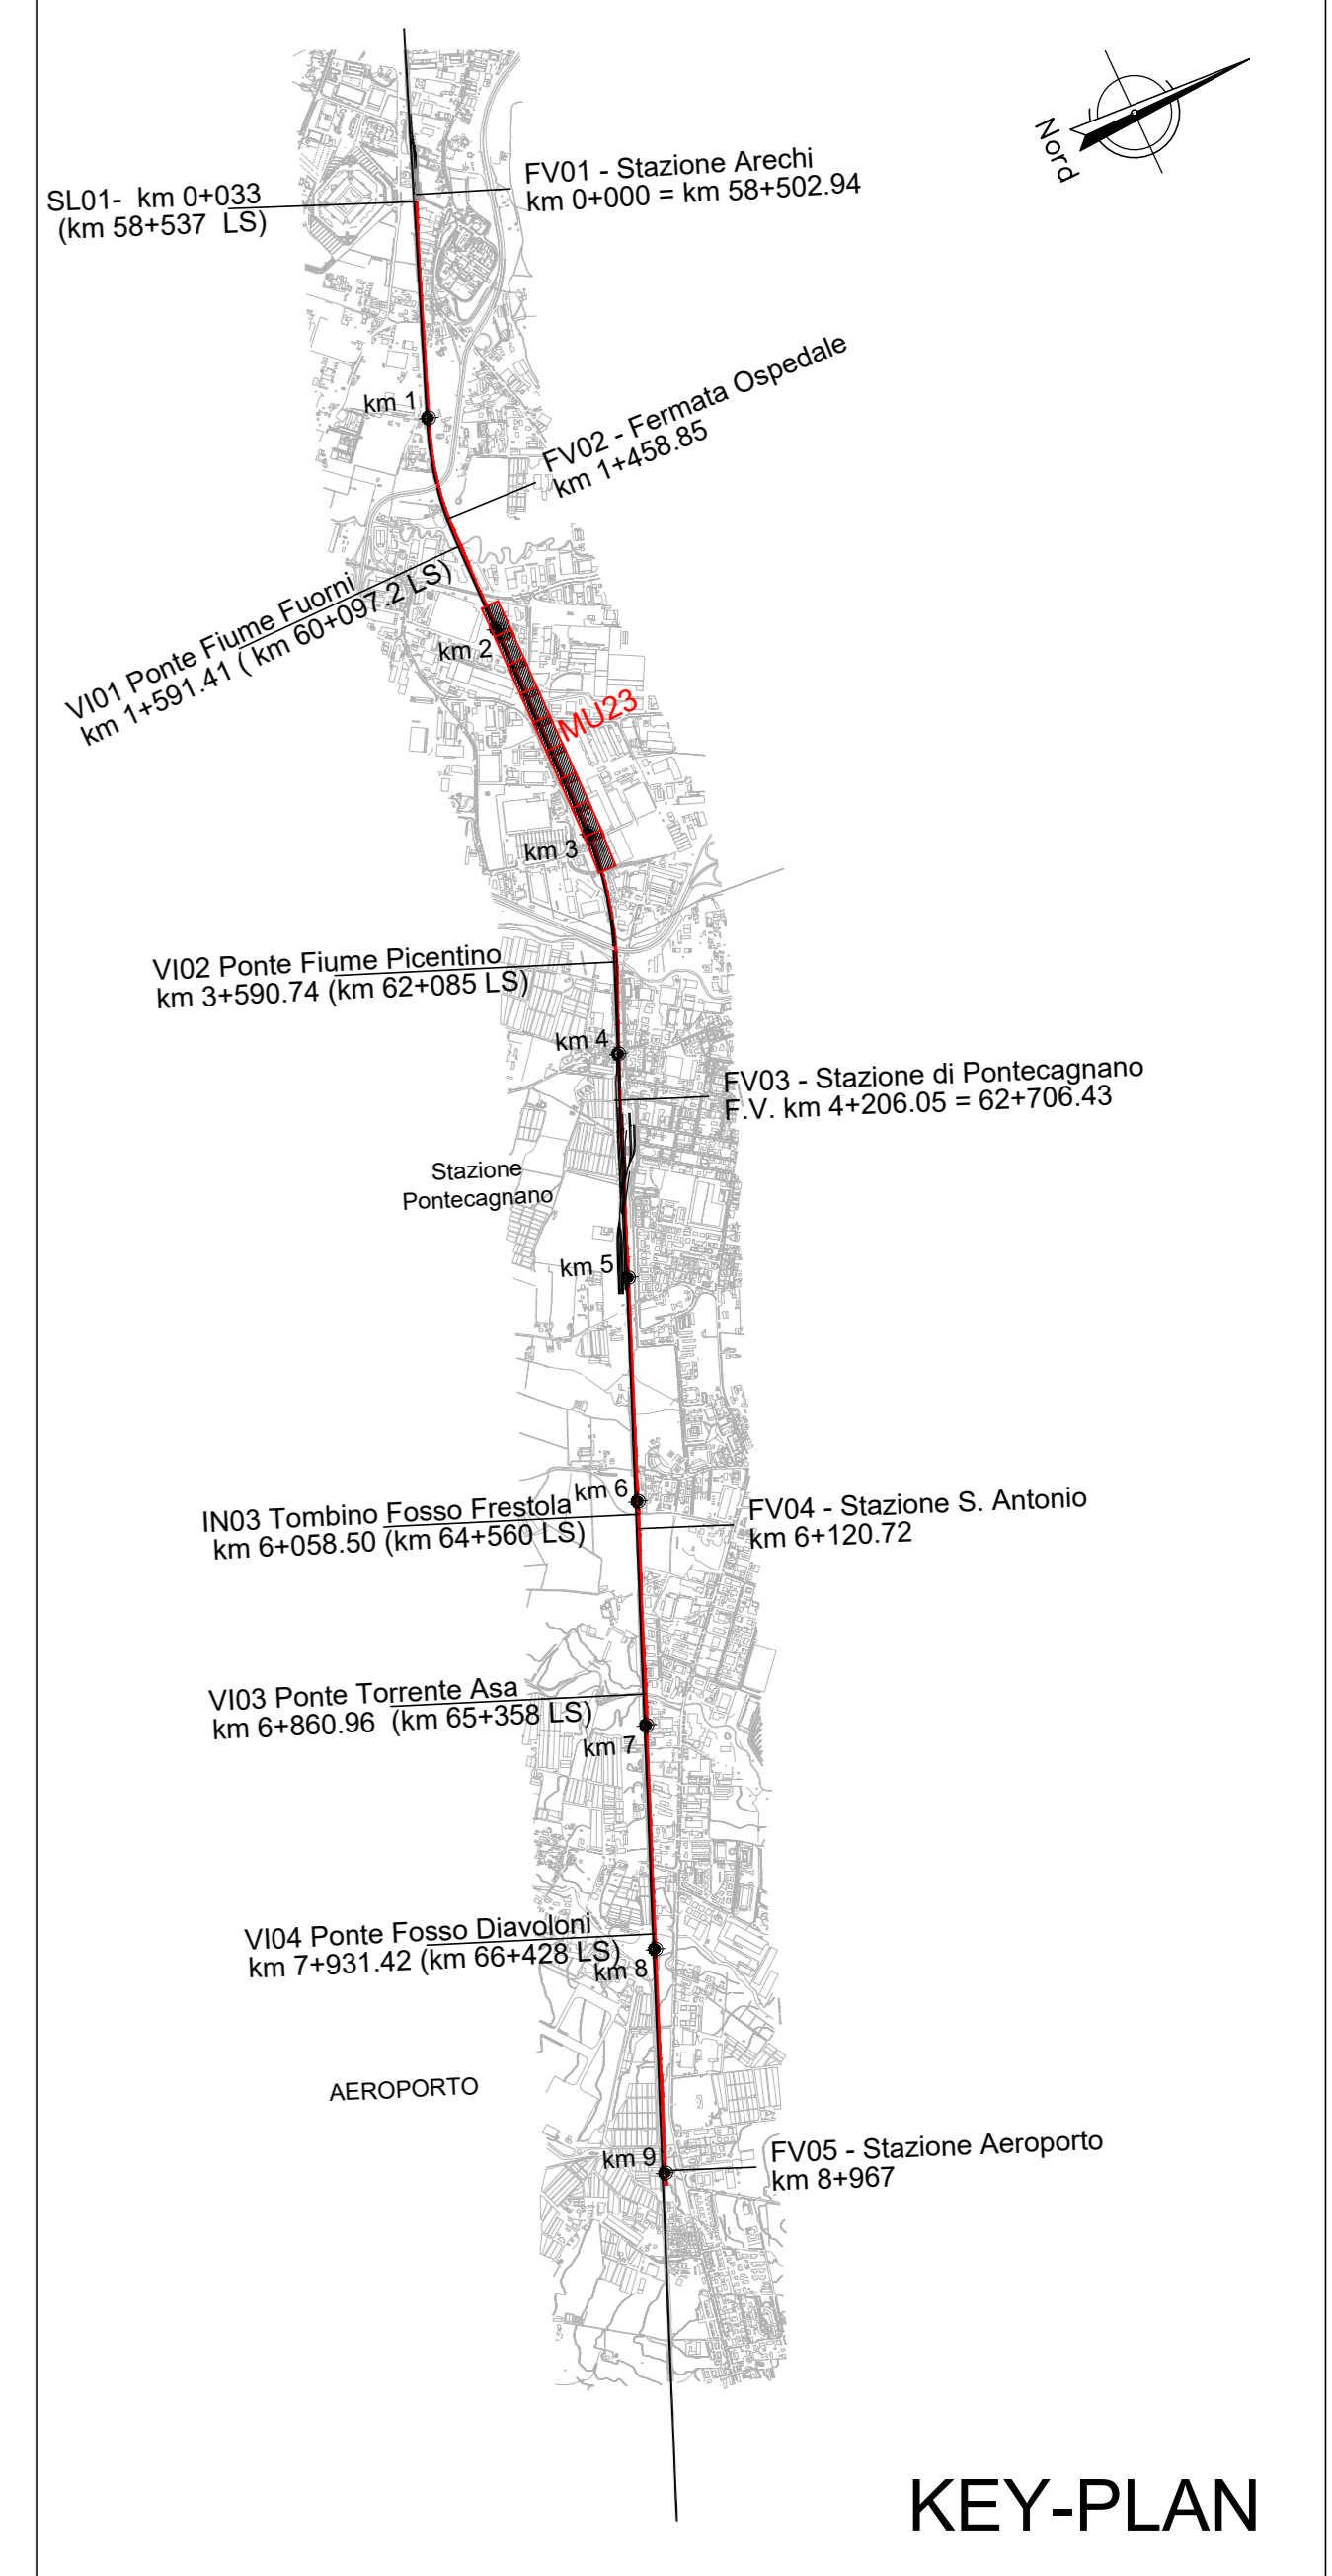 Nord
FV01 - Stazione Arechi
km 0+000 = km 58+502.94
SL01- km 0+033
(km 58+537 LS)
km 1
FV02 - Fermata Ospedale
km 1+458.85
VI01 Ponte Fiume Fuorni
km 1+591.41 ( km 60+097.2 LS)
km 2
MU23
km 3
VI02 Ponte Fiume Picentino
km 3+590.74 (km 62+085 LS)
km 4
FV03 - Stazione di Pontecagnano
F.V. km 4+206.05 = 62+706.43
Stazione
Pontecagnano
km 5
km 6
IN03 Tombino Fosso Frestola
km 6+058.50 (km 64+560 LS)
FV04 - Stazione S. Antonio
km 6+120.72
VI03 Ponte Torrente Asa
km 6+860.96 (km 65+358 LS)
km 7
VI04 Ponte Fosso Diavoloni
km 7+931.42 (km 66+428 LS)
km 8
AEROPORTO
km 9
FV05 - Stazione Aeroporto
km 8+967
KEY-PLAN